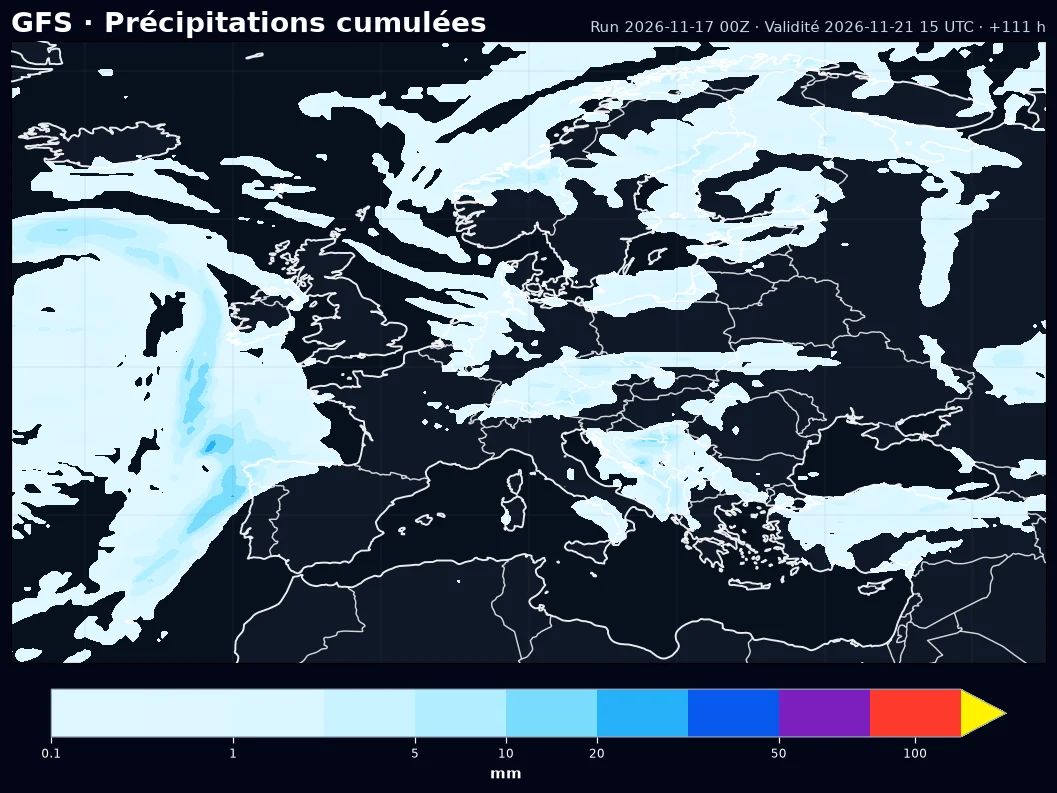 GFS · Précipitations cumulées
Run 2026-11-17 00Z · Validité 2026-11-21 15 UTC · +111 h
0.1 1 5 10 20 50 100
mm